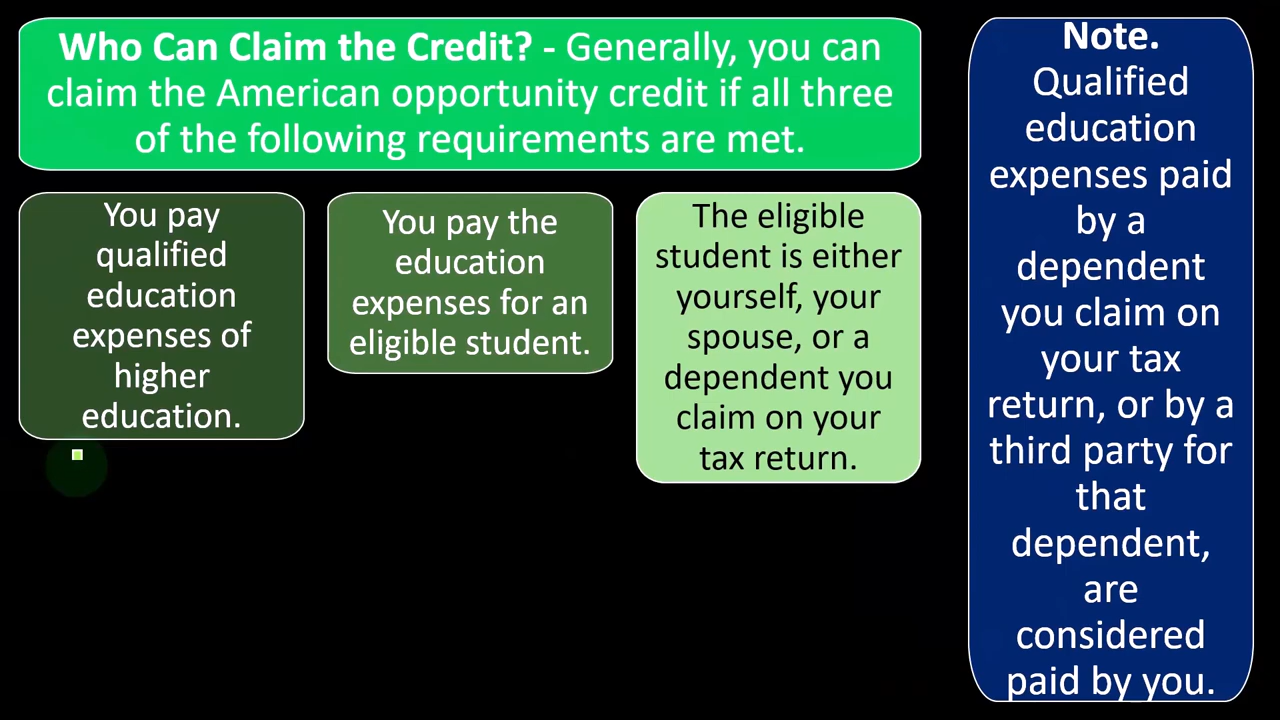 Who Can Claim the Credit? - Generally, you can
claim the American opportunity credit if all three
of the following requirements are met.
You pay
qualified
education
expenses of
higher
education.
You pay the
education
expenses for an
eligible student.
The eligible
student is either
yourself, your
spouse, or a
dependent you
claim on your
tax return.
Note.
Qualified
education
expenses paid
by a
dependent
you claim on
your tax
return, or by a
third party for
that
dependent,
are
considered
paid by you.